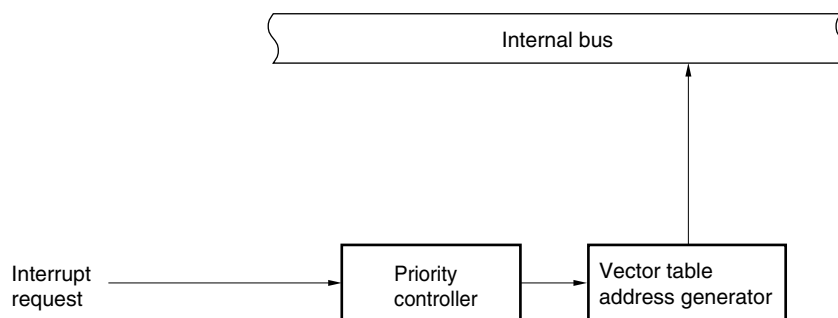 Internal bus
Interrupt
request
Priority
controller
Vector table
address generator